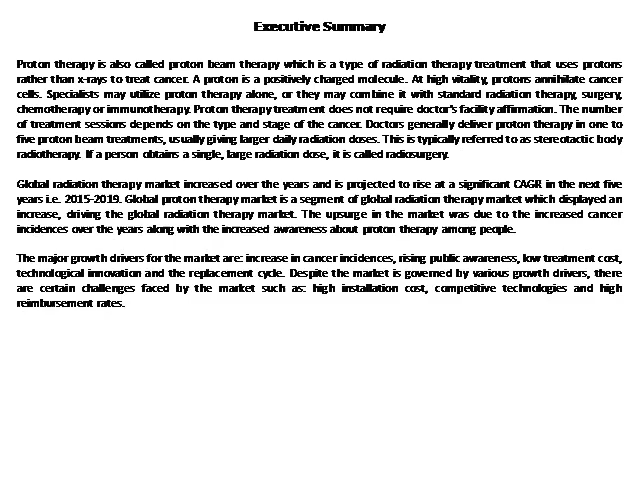 Executive Summary
Proton therapy is also called proton beam therapy which is a type of radiation therapy treatment that uses protons
rather than x-rays to treat cancer. A proton is a positively charged molecule. At high vitality, protons annihilate cancer
cells. Specialists may utilize proton therapy alone, or they may combine it with standard radiation therapy, surgery,
chemotherapy or immunotherapy. Proton therapy treatment does not require doctor's facility affirmation. The number
of treatment sessions depends on the type and stage of the cancer. Doctors generally deliver proton therapy in one to
five proton beam treatments, usually giving larger daily radiation doses. This is typically referred to as stereotactic body
radiotherapy. If a person obtains a single, large radiation dose, it is called radiosurgery.
Global radiation therapy market increased over the years and is projected to rise at a significant CAGR in the next five
years i.e. 2015-2019. Global proton therapy market is a segment of global radiation therapy market which displayed an
increase, driving the global radiation therapy market. The upsurge in the market was due to the increased cancer
incidences over the years along with the increased awareness about proton therapy among people.
The major growth drivers for the market are: increase in cancer incidences, rising public awareness, low treatment cost,
technological innovation and the replacement cycle. Despite the market is governed by various growth drivers, there
are certain challenges faced by the market such as: high installation cost, competitive technologies and high
reimbursement rates.